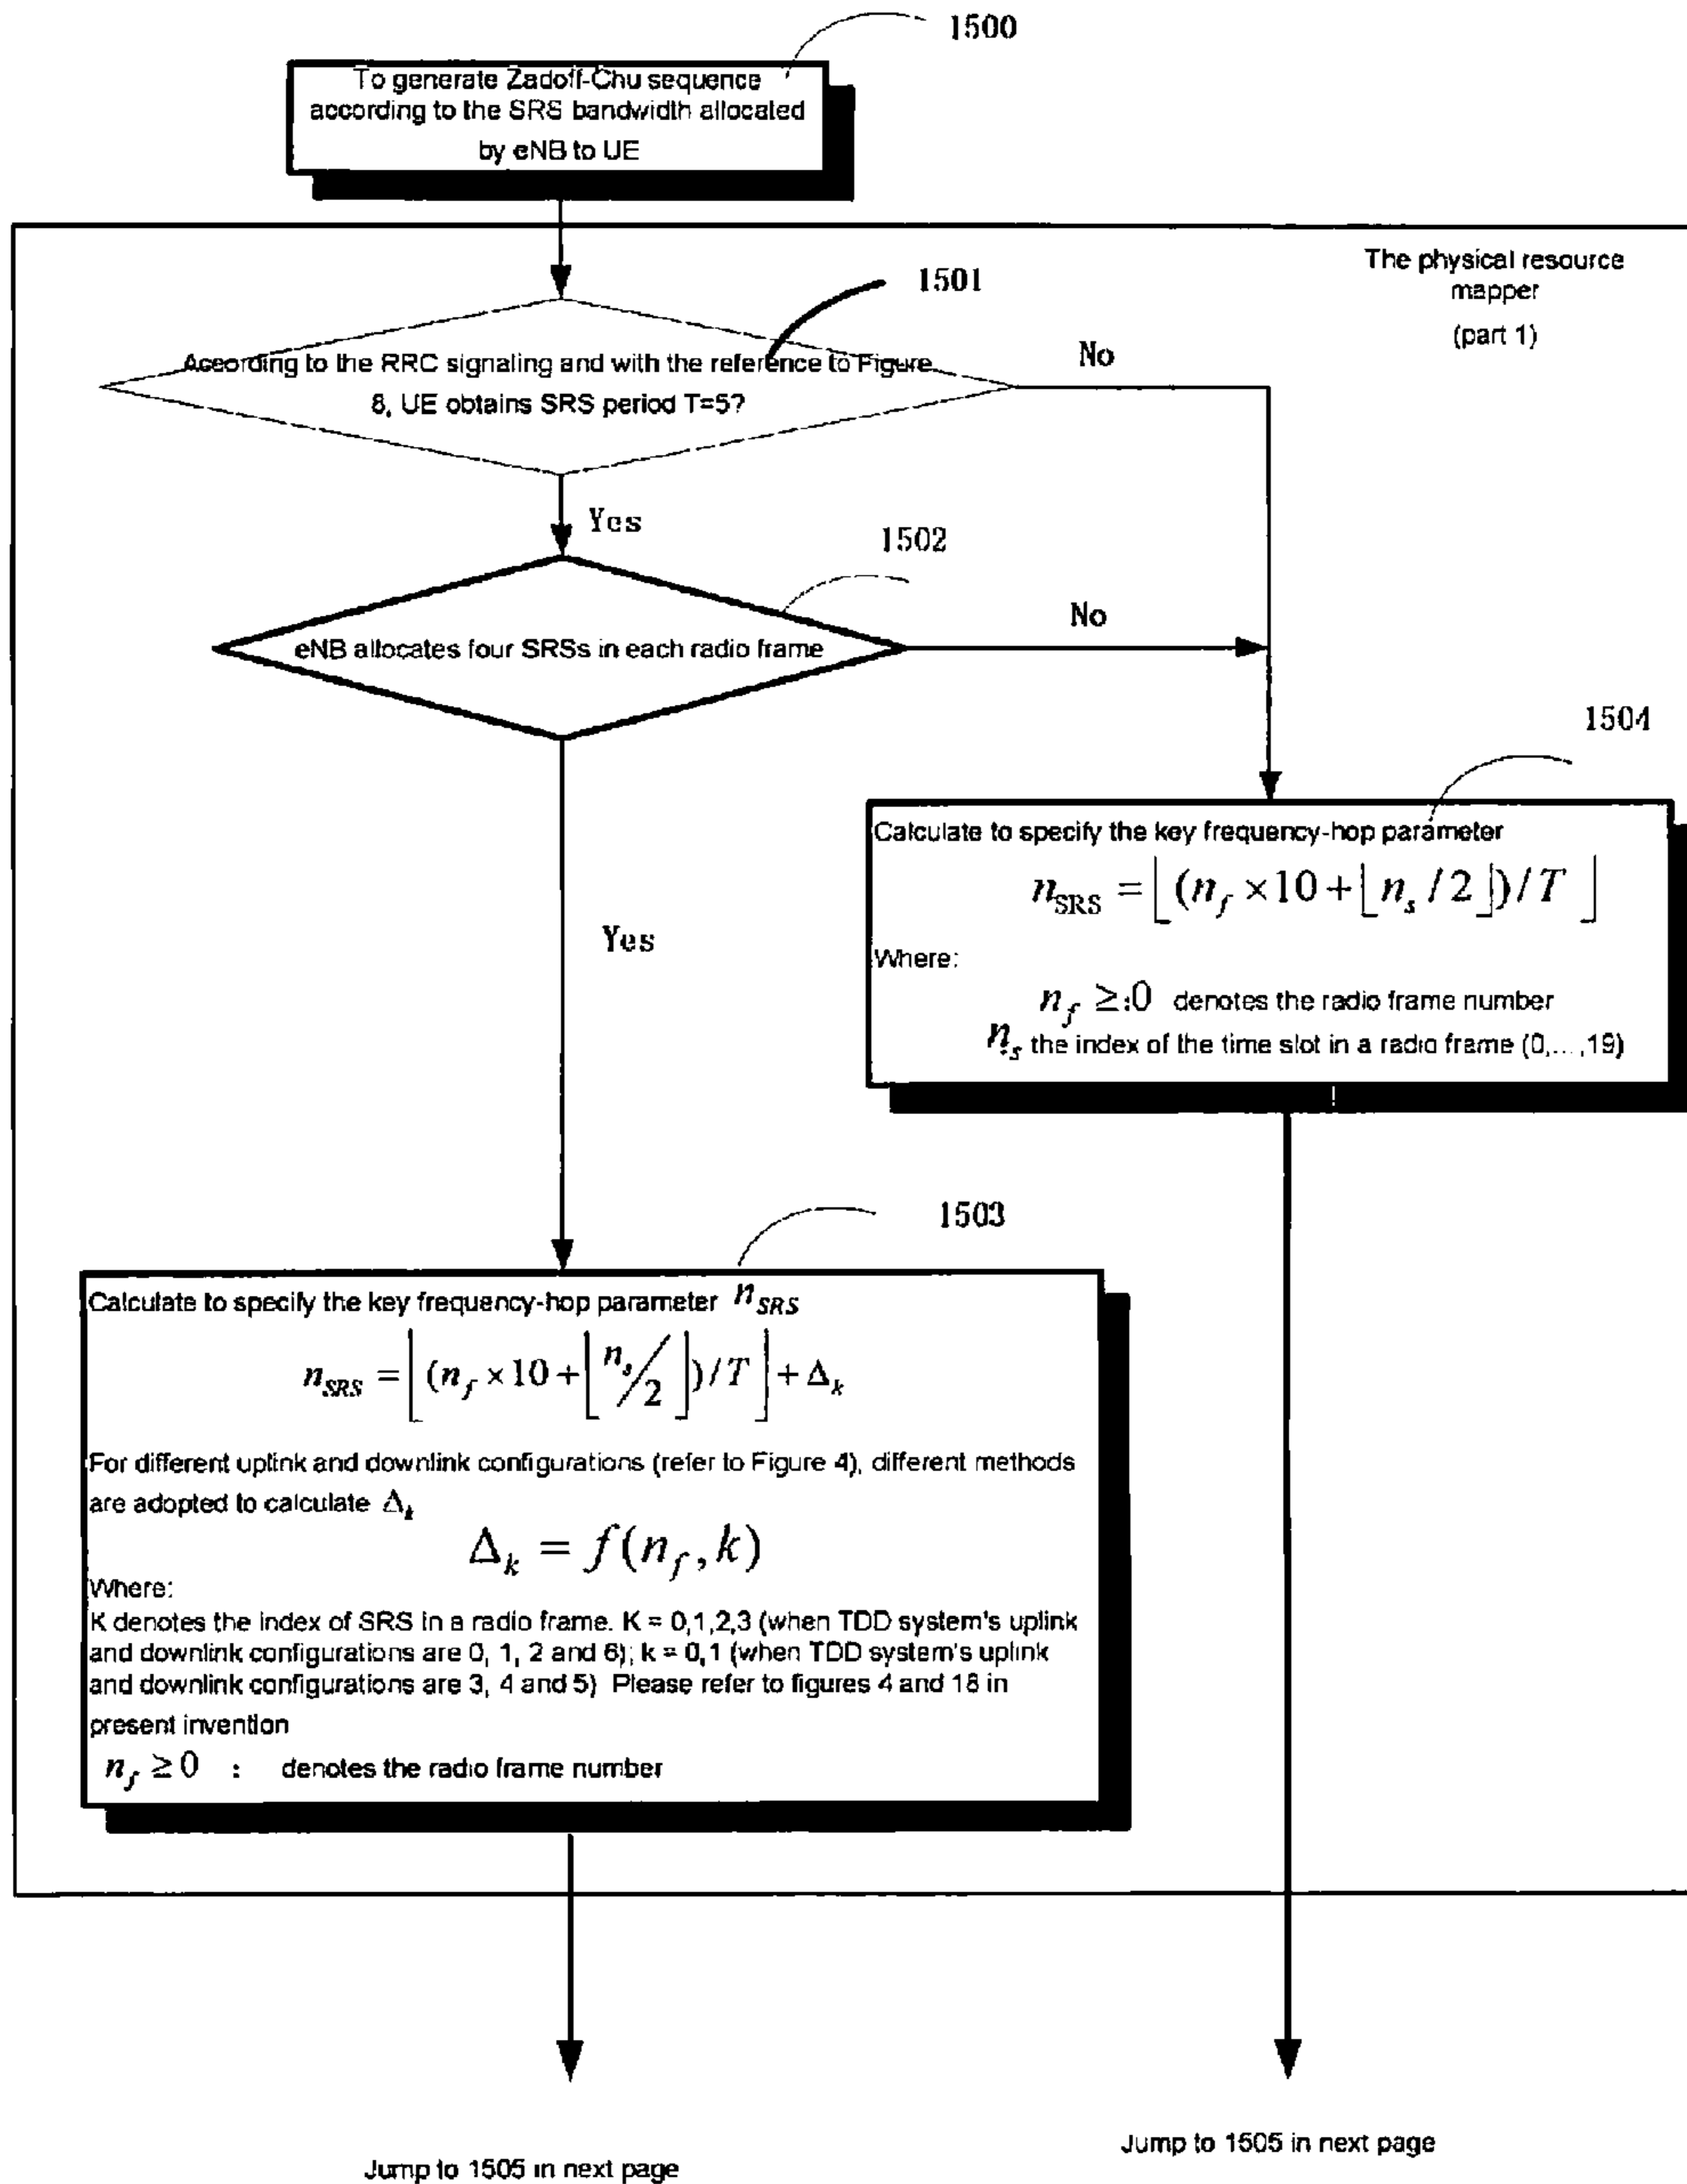 1500
To generate Zadoff-Chu sequence
according to the SRS bandwidth allocated
by eNB to UE
The physical resource
mapper
(part 1)
1501
According to the RRC signaling and with the reference to Figure
8, UE obtains SRS period T=5?
No
Yes
1502
eNB allocates four SRSs in each radio frame
No
Yes
1504
Calculate to specify the key frequency-hop parameter
n_SRS = ⌊(n_f ×10+⌊n_s /2⌋)/T⌋
Where:
n_f ≥:0 denotes the radio frame number
n_s the index of the time slot in a radio frame (0,...,19)
1503
Calculate to specify the key frequency-hop parameter n_SRS
n_SRS = ⌊(n_f ×10+⌊n_s/2⌋)/T⌋+Δ_k
For different uplink and downlink configurations (refer to Figure 4), different methods
are adopted to calculate Δ_k
Δ_k = f(n_f, k)
Where:
K denotes the index of SRS in a radio frame. K = 0,1,2,3 (when TDD system's uplink
and downlink configurations are 0, 1, 2 and 6); k = 0,1 (when TDD system's uplink
and downlink configurations are 3, 4 and 5) Please refer to figures 4 and 18 in
present invention
n_f ≥ 0 : denotes the radio frame number
Jump to 1505 in next page
Jump to 1505 in next page